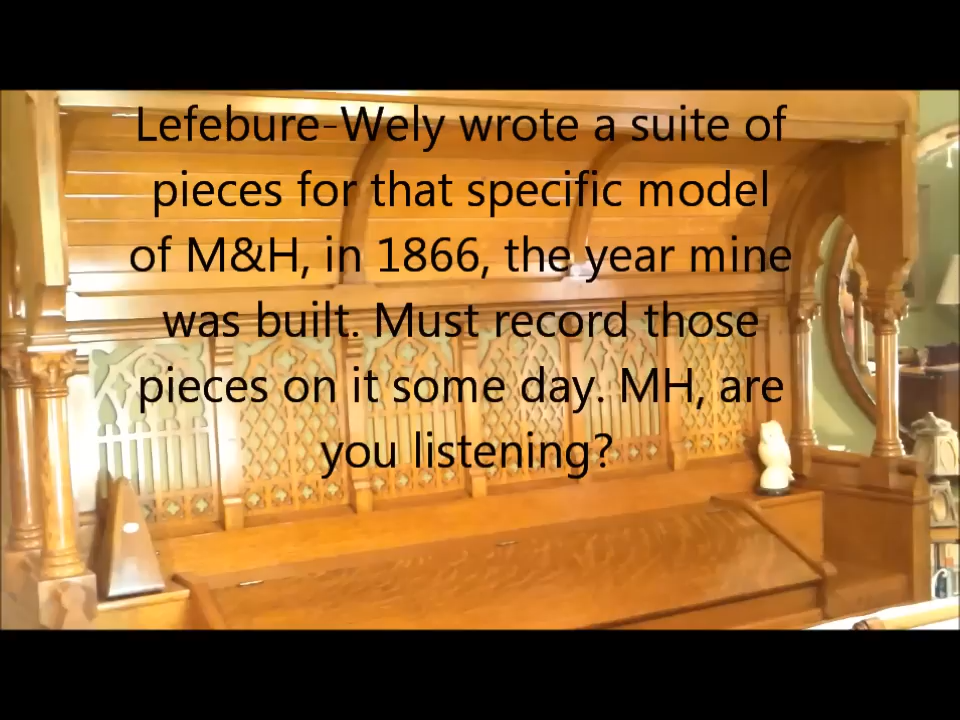 Lefebure-Wely wrote a suite of
pieces for that specific model
of M&H, in 1866, the year mine
was built. Must record those
pieces on it some day. MH, are
you listening?